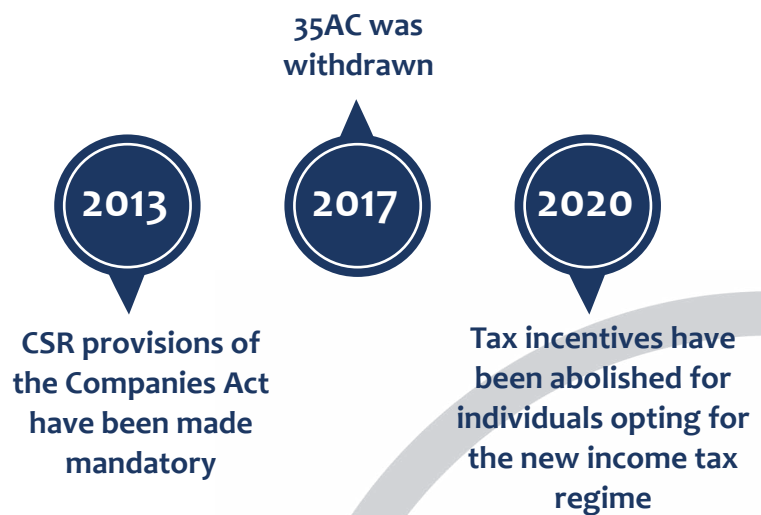 35AC was
withdrawn
2013
2017
2020
CSR provisions of
the Companies Act
have been made
mandatory
Tax incentives have
been abolished for
individuals opting for
the new income tax
regime